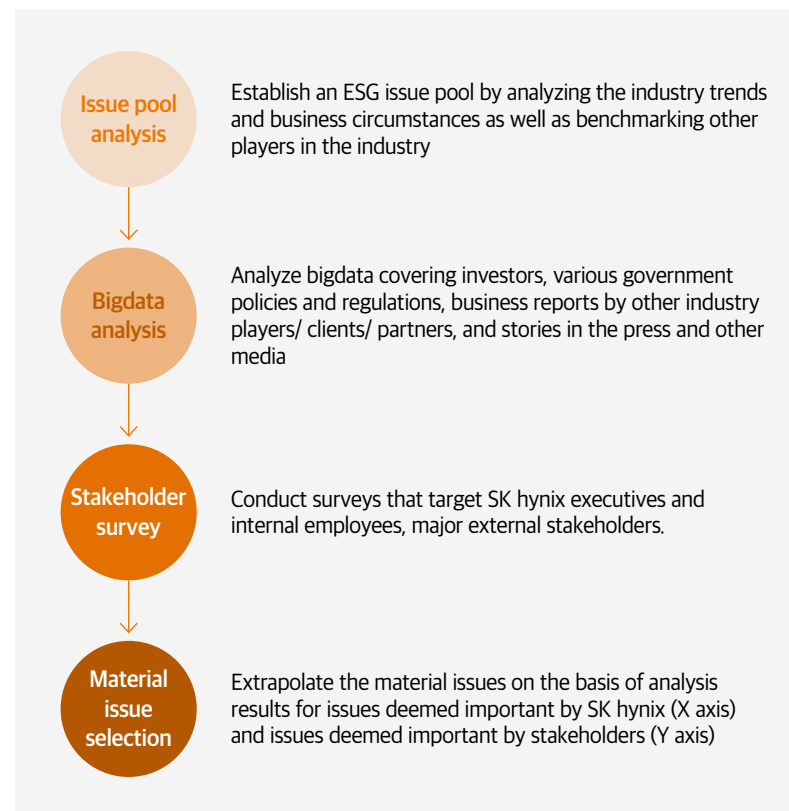 Issue pool
analysis
Establish an ESG issue pool by analyzing the industry trends
and business circumstances as well as benchmarking other
players in the industry
Bigdata
analysis
Analyze bigdata covering investors, various government
policies and regulations, business reports by other industry
players/ clients/ partners, and stories in the press and other
media
Stakeholder
survey
Conduct surveys that target SK hynix executives and
internal employees, major external stakeholders.
Material
issue
selection
Extrapolate the material issues on the basis of analysis
results for issues deemed important by SK hynix (X axis)
and issues deemed important by stakeholders (Y axis)